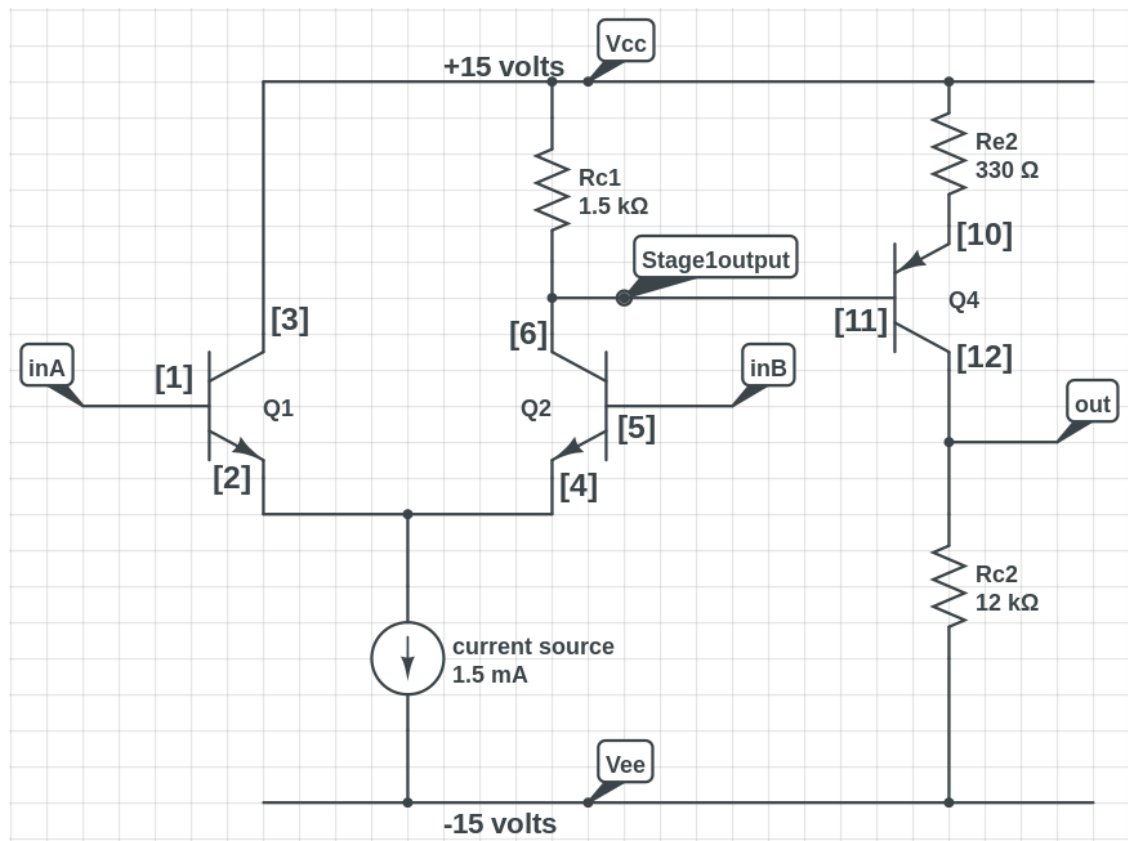 Vcc
+15 volts
Re2
330 Ω
Rc1
1.5 kΩ
[10]
Stage1output
Q4
[3]
[11]
[6]
[12]
inA
[1]
inB
Q1
Q2
[5]
out
[2]
[4]
Rc2
12 kΩ
current source
1.5 mA
Vee
-15 volts